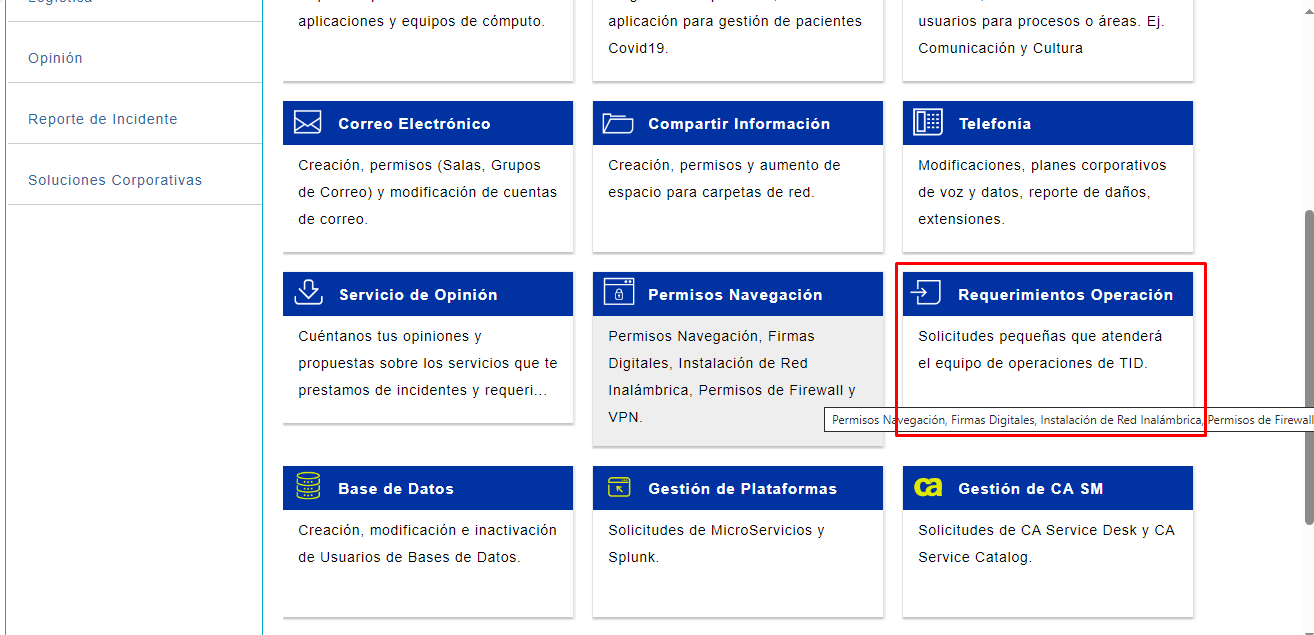 Logística
Opinión
Reporte de Incidente
Soluciones Corporativas
aplicaciones y equipos de cómputo.
aplicación para gestión de pacientes
Covid19.
usuarios para procesos o áreas. Ej.
Comunicación y Cultura
Correo Electrónico
Creación, permisos (Salas, Grupos
de Correo) y modificación de cuentas
de correo.
Compartir Información
Creación, permisos y aumento de
espacio para carpetas de red.
Telefonía
Modificaciones, planes corporativos
de voz y datos, reporte de daños,
extensiones.
Servicio de Opinión
Cuéntanos tus opiniones y
propuestas sobre los servicios que te
prestamos de incidentes y requeri...
Permisos Navegación
Permisos Navegación, Firmas
Digitales, Instalación de Red
Inalámbrica, Permisos de Firewall y
VPN.
Requerimientos Operación
Solicitudes pequeñas que atenderá
el equipo de operaciones de TID.
Permisos Navegación, Firmas Digitales, Instalación de Red Inalámbrica, Permisos de Firewall
Base de Datos
Creación, modificación e inactivación
de Usuarios de Bases de Datos.
Gestión de Plataformas
Solicitudes de MicroServicios y
Splunk.
ca
Gestión de CA SM
Solicitudes de CA Service Desk y CA
Service Catalog.